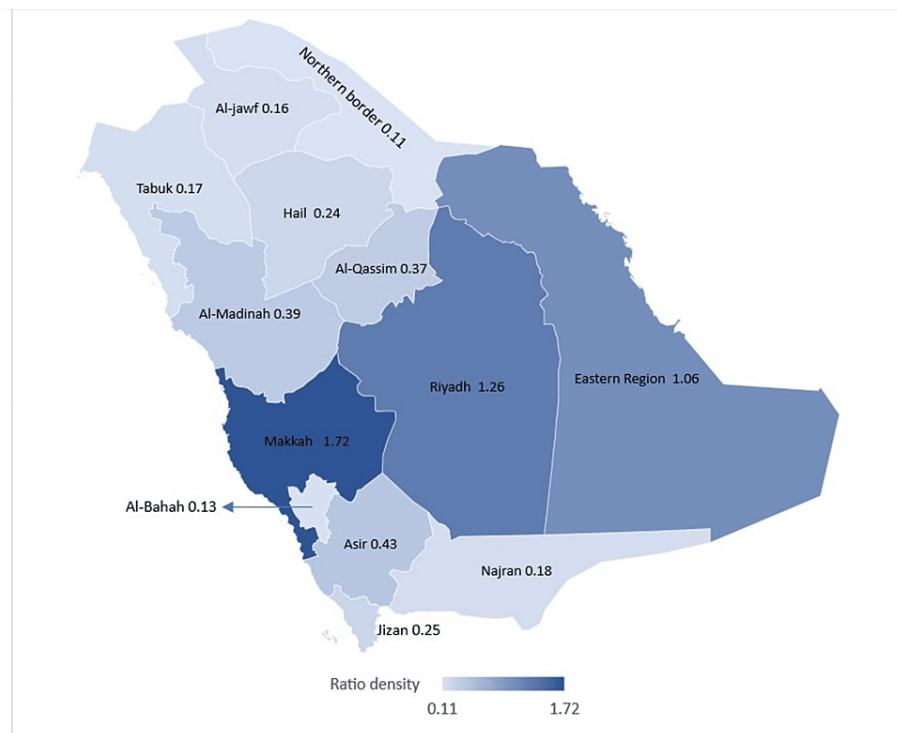 Northern border 0.11
Al-jawf 0.16
Tabuk 0.17
Hail 0.24
Al-Qassim 0.37
Al-Madinah 0.39
Riyadh 1.26
Eastern Region 1.06
Makkah 1.72
Al-Bahah 0.13
Asir 0.43
Najran 0.18
Jizan 0.25
Ratio density
0.11 1.72